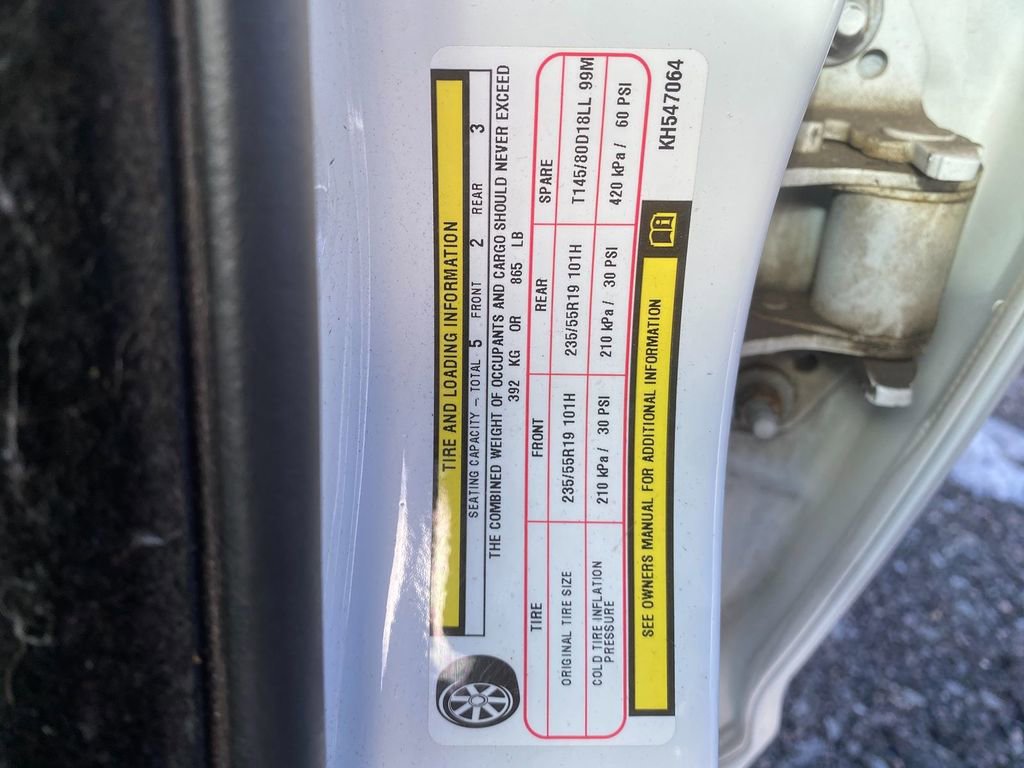 TIRE AND LOADING INFORMATION
SEATING CAPACITY – TOTAL 5 FRONT 2 REAR 3
THE COMBINED WEIGHT OF OCCUPANTS AND CARGO SHOULD NEVER EXCEED
392 KG OR 865 LB
TIRE FRONT REAR SPARE
ORIGINAL TIRE SIZE 235/55R19 101H 235/55R19 101H T145/80D18LL 99M
COLD TIRE INFLATION PRESSURE 210 kPa / 30 PSI 210 kPa / 30 PSI 420 kPa / 60 PSI
SEE OWNERS MANUAL FOR ADDITIONAL INFORMATION
KH547064